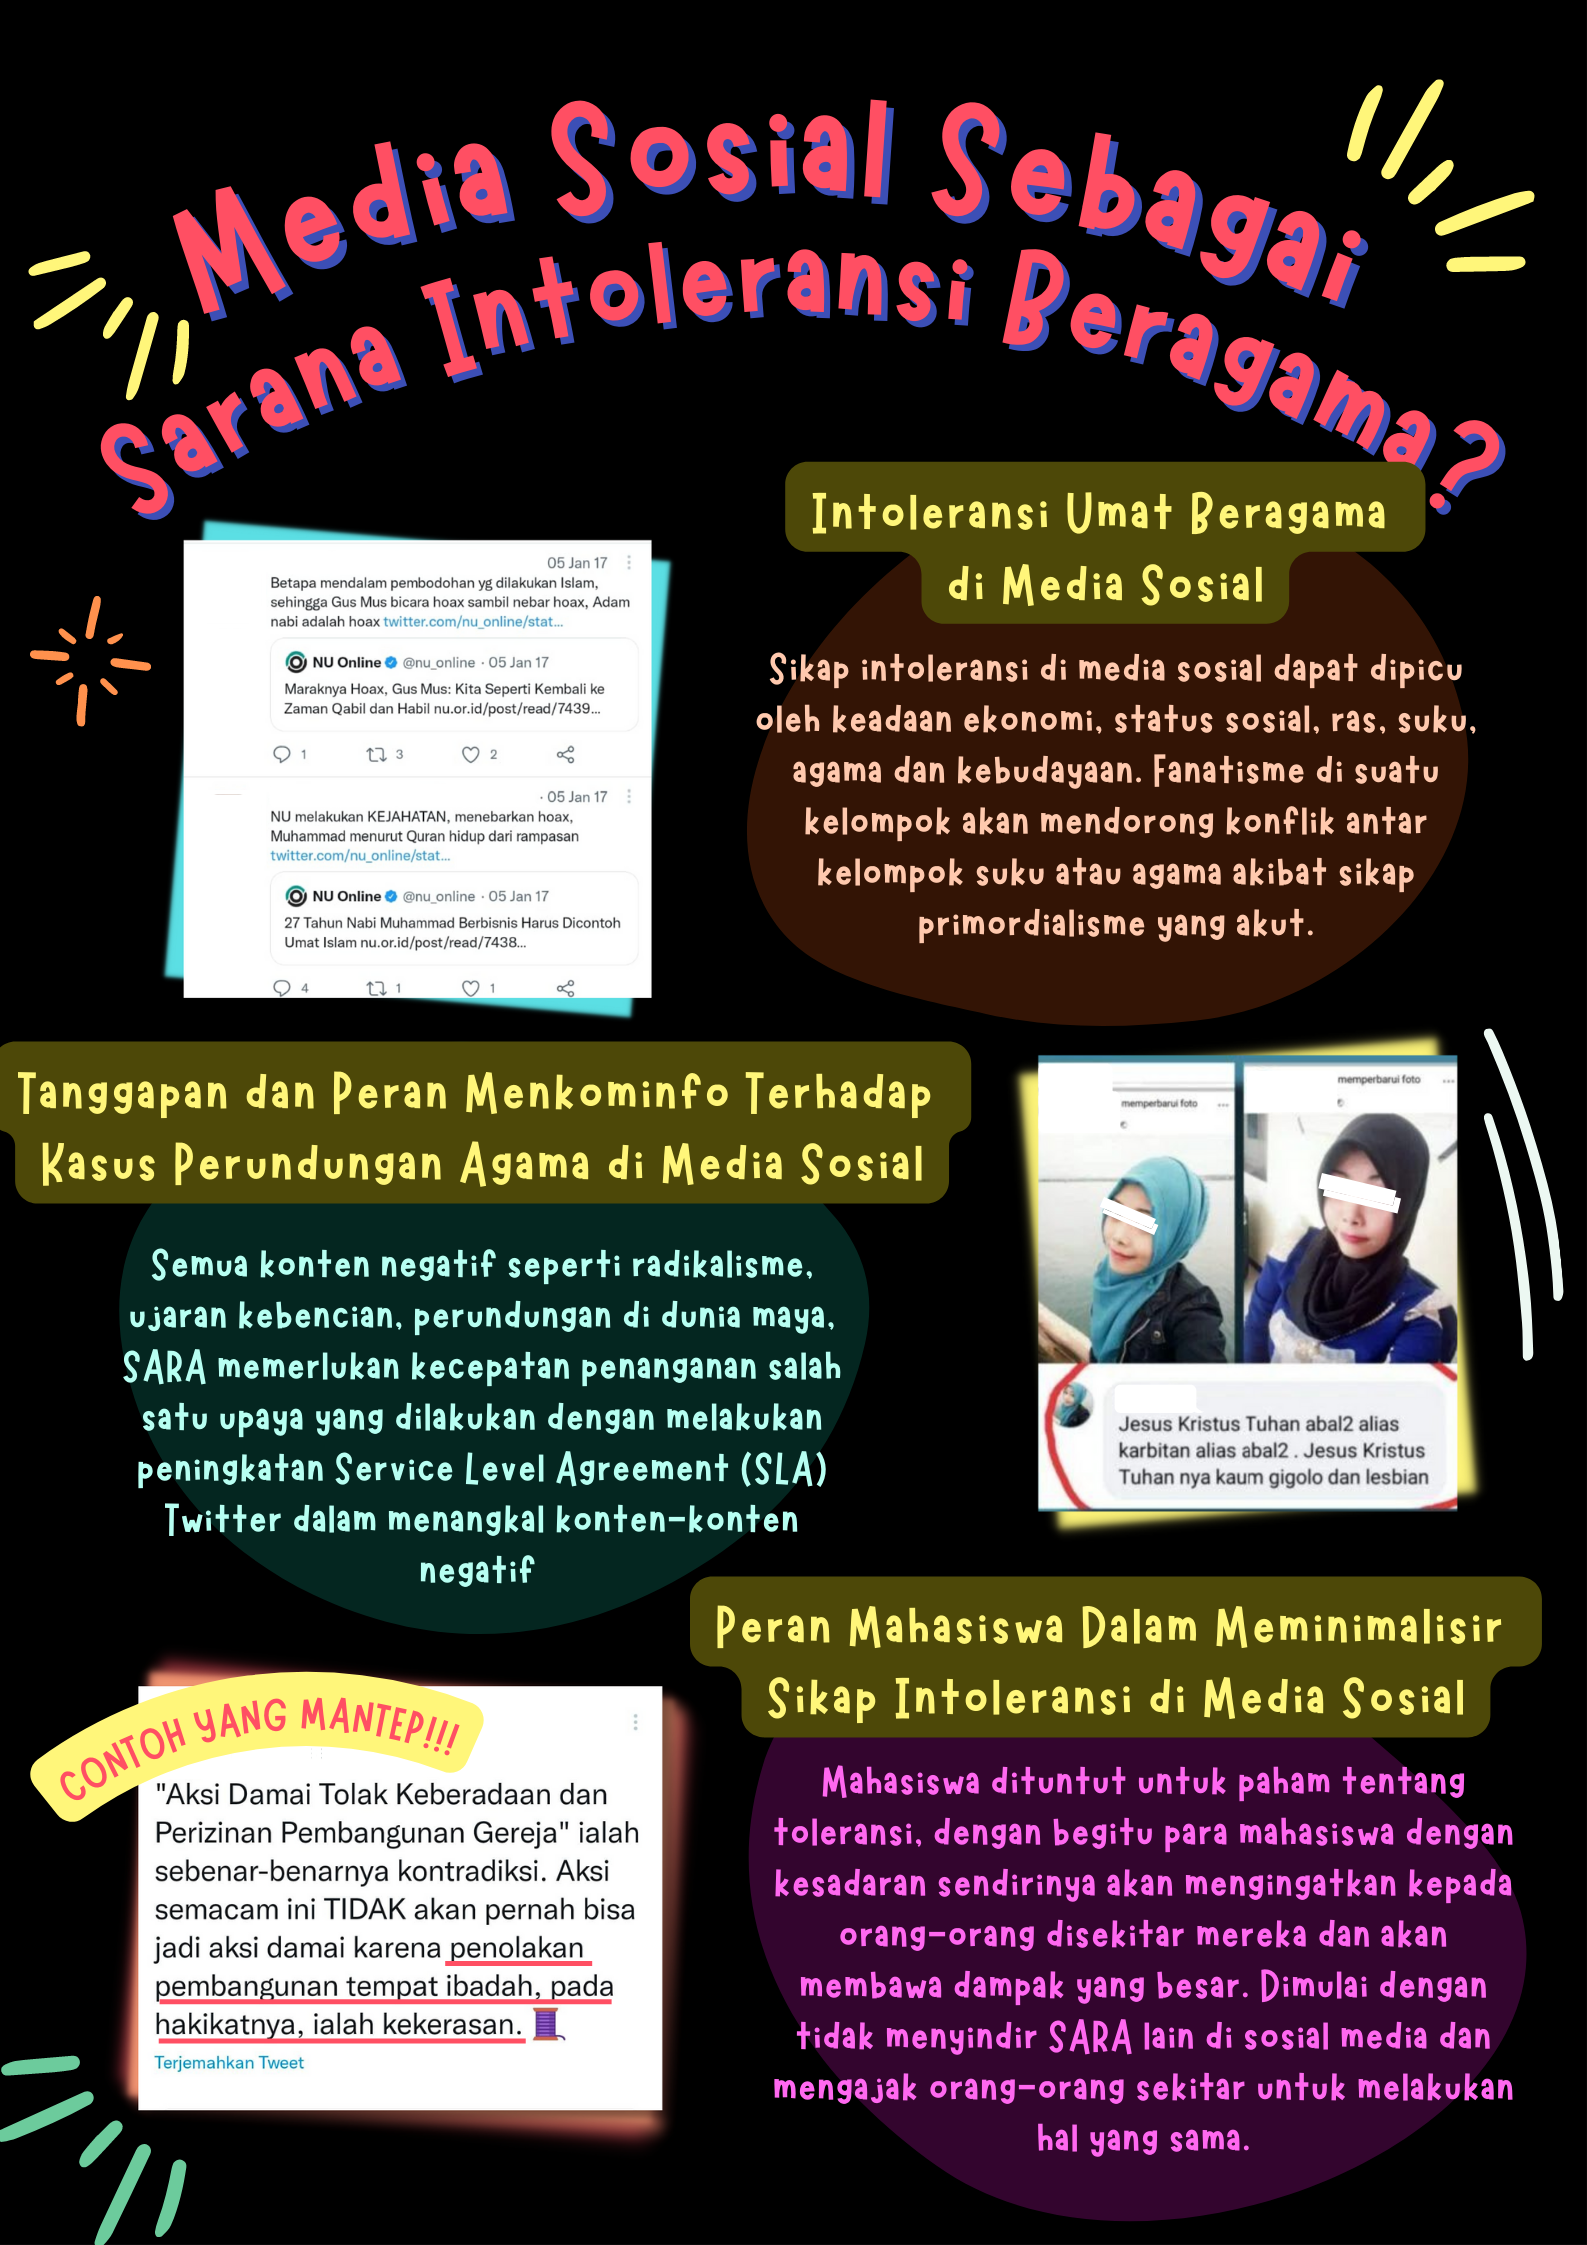 Media Sosial Sebagai
Sarana Intoleransi Beragama?
05 Jan 17
Betapa mendalam pembodohan yg dilakukan Islam,
sehingga Gus Mus bicara hoax sambil nebar hoax, Adam
nabi adalah hoax twitter.com/nu_online/stat...
NU Online @nu_online · 05 Jan 17
Maraknya Hoax, Gus Mus: Kita Seperti Kembali ke
Zaman Qabil dan Habil nu.or.id/post/read/7439...
1 3 2
· 05 Jan 17
NU melakukan KEJAHATAN, menebarkan hoax,
Muhammad menurut Quran hidup dari rampasan
twitter.com/nu_online/stat...
NU Online @nu_online · 05 Jan 17
27 Tahun Nabi Muhammad Berbisnis Harus Dicontoh
Umat Islam nu.or.id/post/read/7438...
4 1 1
Intoleransi Umat Beragama
di Media Sosial
Sikap intoleransi di media sosial dapat dipicu
oleh keadaan ekonomi, status sosial, ras, suku,
agama dan kebudayaan. Fanatisme di suatu
kelompok akan mendorong konflik antar
kelompok suku atau agama akibat sikap
primordialisme yang akut.
Tanggapan dan Peran Menkominfo Terhadap
Kasus Perundungan Agama di Media Sosial
Semua konten negatif seperti radikalisme,
ujaran kebencian, perundungan di dunia maya,
SARA memerlukan kecepatan penanganan salah
satu upaya yang dilakukan dengan melakukan
peningkatan Service Level Agreement (SLA)
Twitter dalam menangkal konten-konten
negatif
memperbarui foto
memperbarui foto
Jesus Kristus Tuhan abal2 alias
karbitan alias abal2 . Jesus Kristus
Tuhan nya kaum gigolo dan lesbian
Peran Mahasiswa Dalam Meminimalisir
Sikap Intoleransi di Media Sosial
Mahasiswa dituntut untuk paham tentang
toleransi, dengan begitu para mahasiswa dengan
kesadaran sendirinya akan mengingatkan kepada
orang-orang disekitar mereka dan akan
membawa dampak yang besar. Dimulai dengan
tidak menyindir SARA lain di sosial media dan
mengajak orang-orang sekitar untuk melakukan
hal yang sama.
CONTOH YANG MANTEP!!!
"Aksi Damai Tolak Keberadaan dan
Perizinan Pembangunan Gereja" ialah
sebenar-benarnya kontradiksi. Aksi
semacam ini TIDAK akan pernah bisa
jadi aksi damai karena penolakan
pembangunan tempat ibadah, pada
hakikatnya, ialah kekerasan.
Terjemahkan Tweet